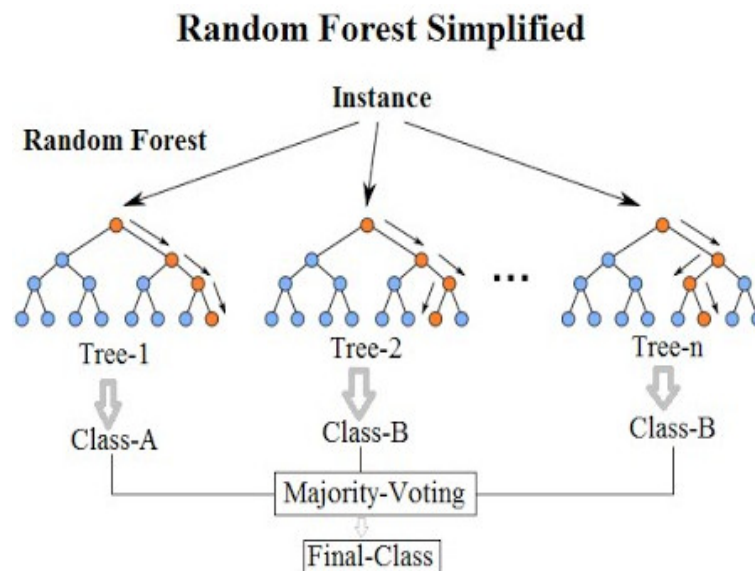 Random Forest Simplified
Instance
Random Forest
...
Tree-1
Tree-2
Tree-n
Class-A
Class-B
Class-B
Majority-Voting
Final-Class